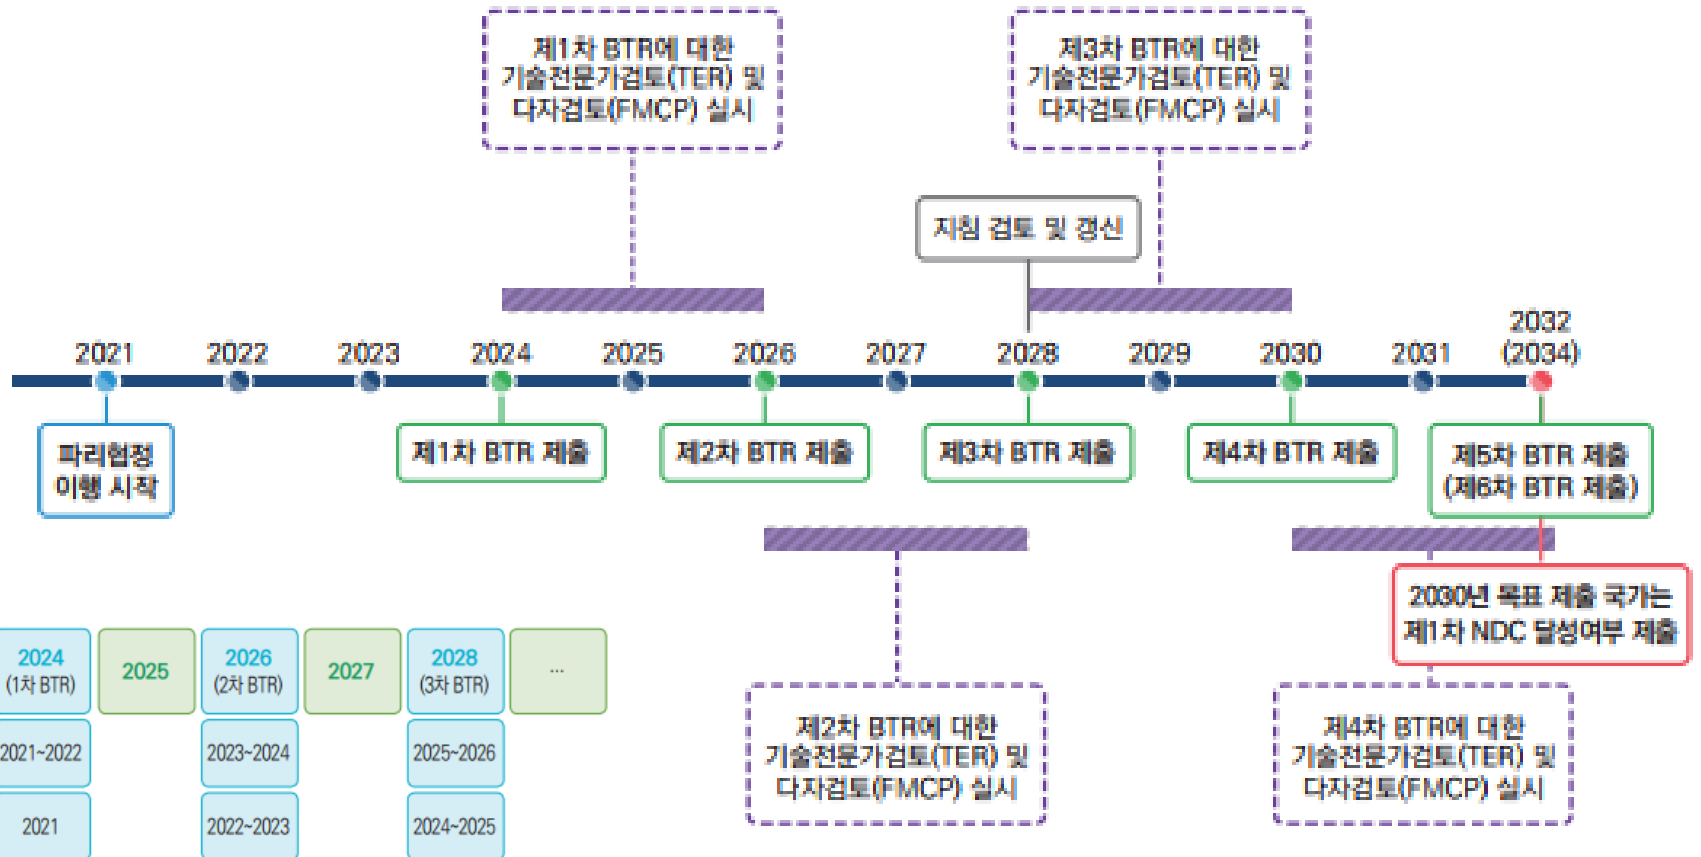 제1차 BTR에 대한
기술전문가검토(TER) 및
다자검토(FMCP) 실시
제3차 BTR에 대한
기술전문가검토(TER) 및
다자검토(FMCP) 실시
지침 검토 및 갱신
2021
2022
2023
2024
2025
2026
2027
2028
2029
2030
2031
2032
(2034)
파리협정
이행 시작
제1차 BTR 제출
제2차 BTR 제출
제3차 BTR 제출
제4차 BTR 제출
제5차 BTR 제출
(제6차 BTR 제출)
2030년 목표 제출 국가는
제1차 NDC 달성여부 제출
제2차 BTR에 대한
기술전문가검토(TER) 및
다자검토(FMCP) 실시
제4차 BTR에 대한
기술전문가검토(TER) 및
다자검토(FMCP) 실시
2024
(1차 BTR)
2025
2026
(2차 BTR)
2027
2028
(3차 BTR)
...
2021~2022
2023~2024
2025~2026
2021
2022~2023
2024~2025